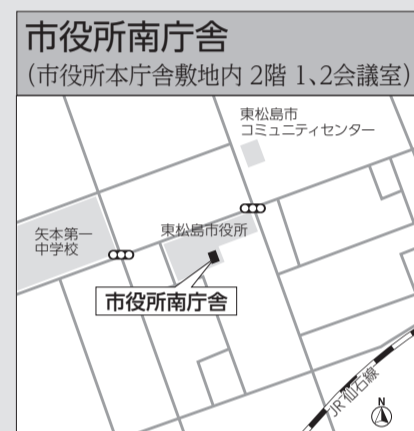 市役所南庁舎
(市役所本庁舎敷地内 2階 1、2会議室)
東松島市
コミュニティセンター
東松島市役所
矢本第一
中学校
市役所南庁舎
JR仙石線
N